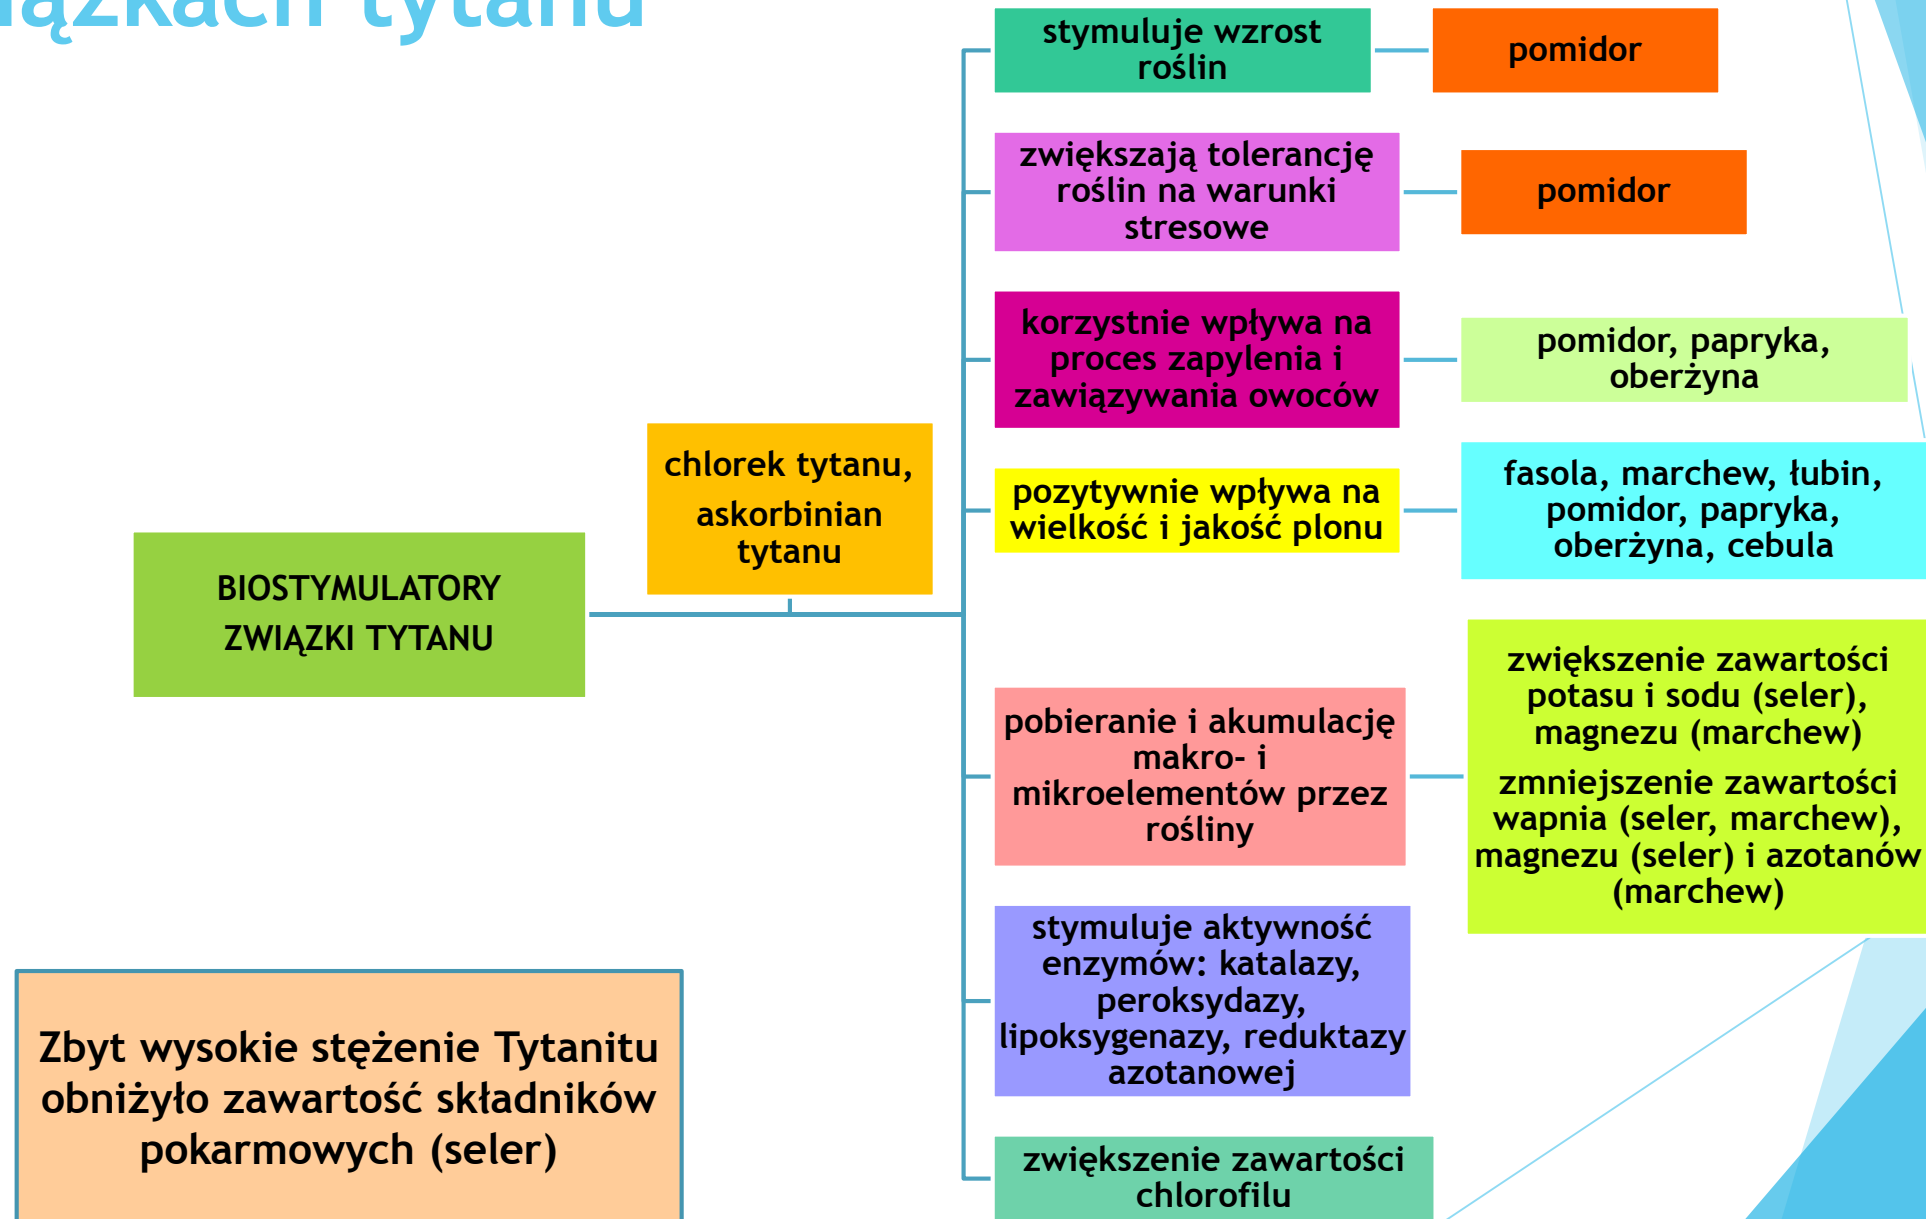 tytanu
stymuluje wzrost
roślin
pomidor
zwiększają tolerancję
roślin na warunki
stresowe
pomidor
korzystnie wpływa na
proces zapylenia i
zawiązywania owoców
pomidor, papryka,
oberżyna
chlorek tytanu,
askorbinian
tytanu
pozytywnie wpływa na
wielkość i jakość plonu
fasola, marchew, łubin,
pomidor, papryka,
oberżyna, cebula
BIOSTYMULATORY
ZWIĄZKI TYTANU
pobieranie i akumulację
makro- i
mikroelementów przez
rośliny
zwiększenie zawartości
potasu i sodu (seler),
magnezu (marchew)
zmniejszenie zawartości
wapnia (seler, marchew),
magnezu (seler) i azotanów
(marchew)
stymuluje aktywność
enzymów: katalazy,
peroksydazy,
lipoksygenazy, reduktazy
azotanowej
Zbyt wysokie stężenie Tytanitu
obniżyło zawartość składników
pokarmowych (seler)
zwiększenie zawartości
chlorofilu